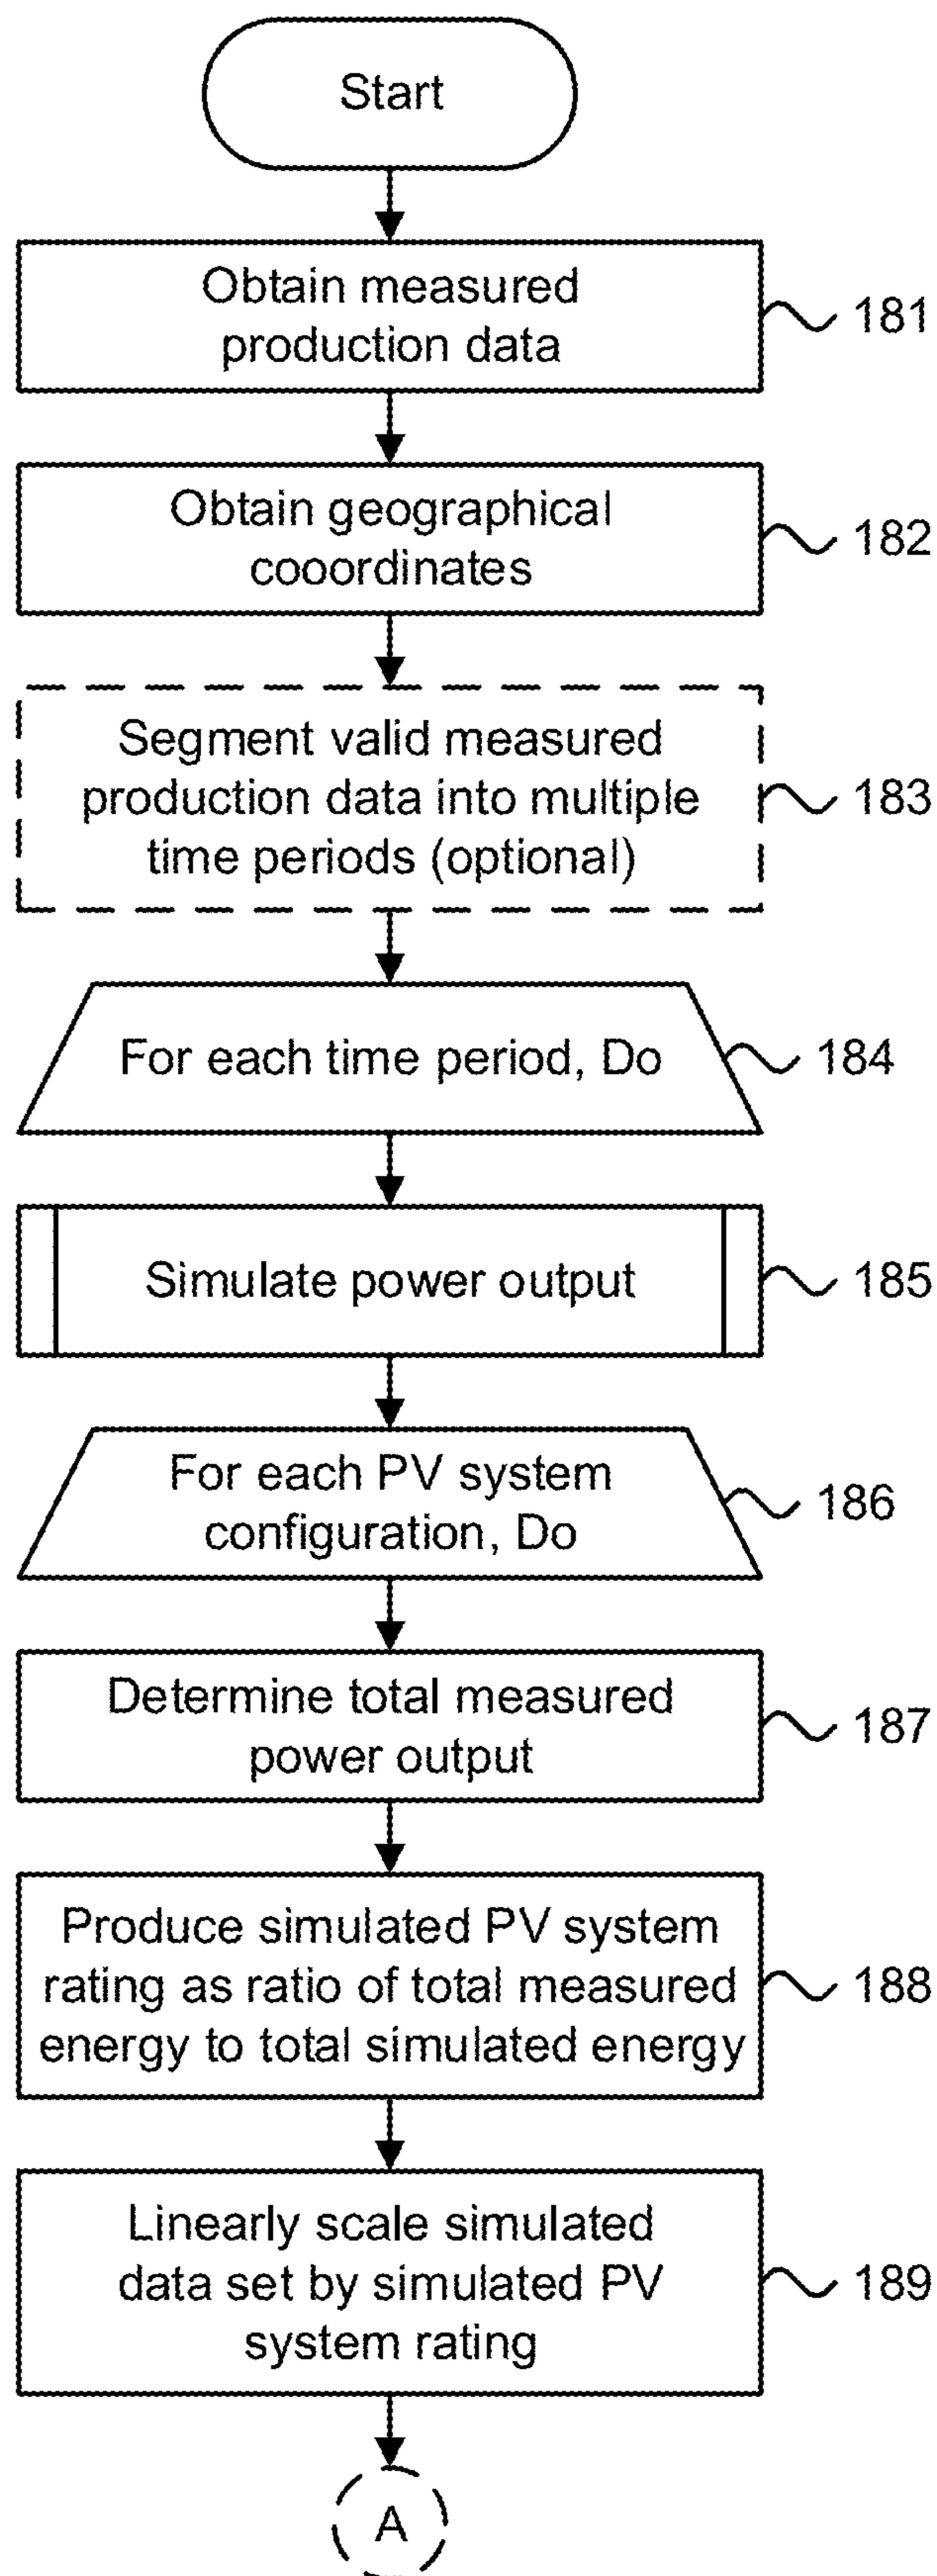 Start
Obtain measured
production data
181
Obtain geographical
cooordinates
182
Segment valid measured
production data into multiple
time periods (optional)
183
For each time period, Do
184
Simulate power output
185
For each PV system
configuration, Do
186
Determine total measured
power output
187
Produce simulated PV system
rating as ratio of total measured
energy to total simulated energy
188
Linearly scale simulated
data set by simulated PV
system rating
189
A